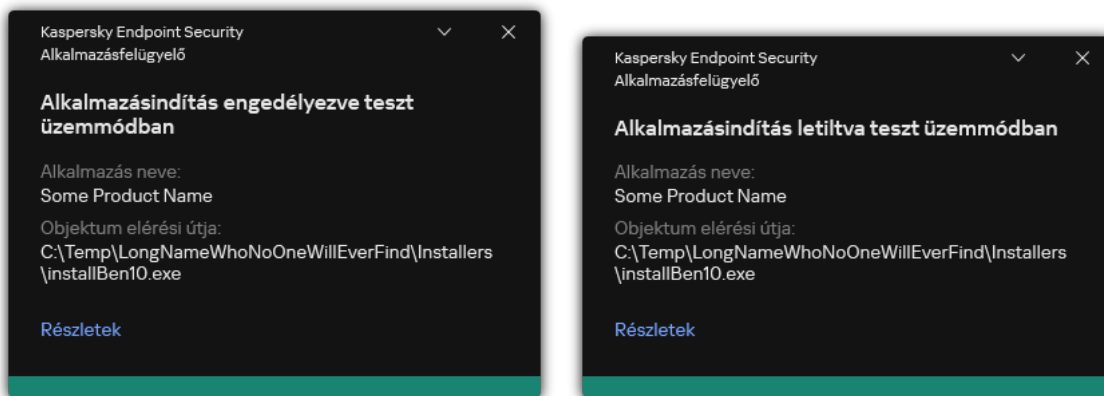 Kaspersky Endpoint Security
Alkalmazásfelügyelő
Alkalmazásindítás engedélyezve teszt
üzemmódban
Alkalmazás neve:
Some Product Name
Objektum elérési útja:
C:\Temp\LongNameWhoNoOneWillEverFind\Installers
\installBen10.exe
Részletek
Kaspersky Endpoint Security
Alkalmazásfelügyelő
Alkalmazásindítás letiltva teszt üzemmódban
Alkalmazás neve:
Some Product Name
Objektum elérési útja:
C:\Temp\LongNameWhoNoOneWillEverFind\Installers
\installBen10.exe
Részletek